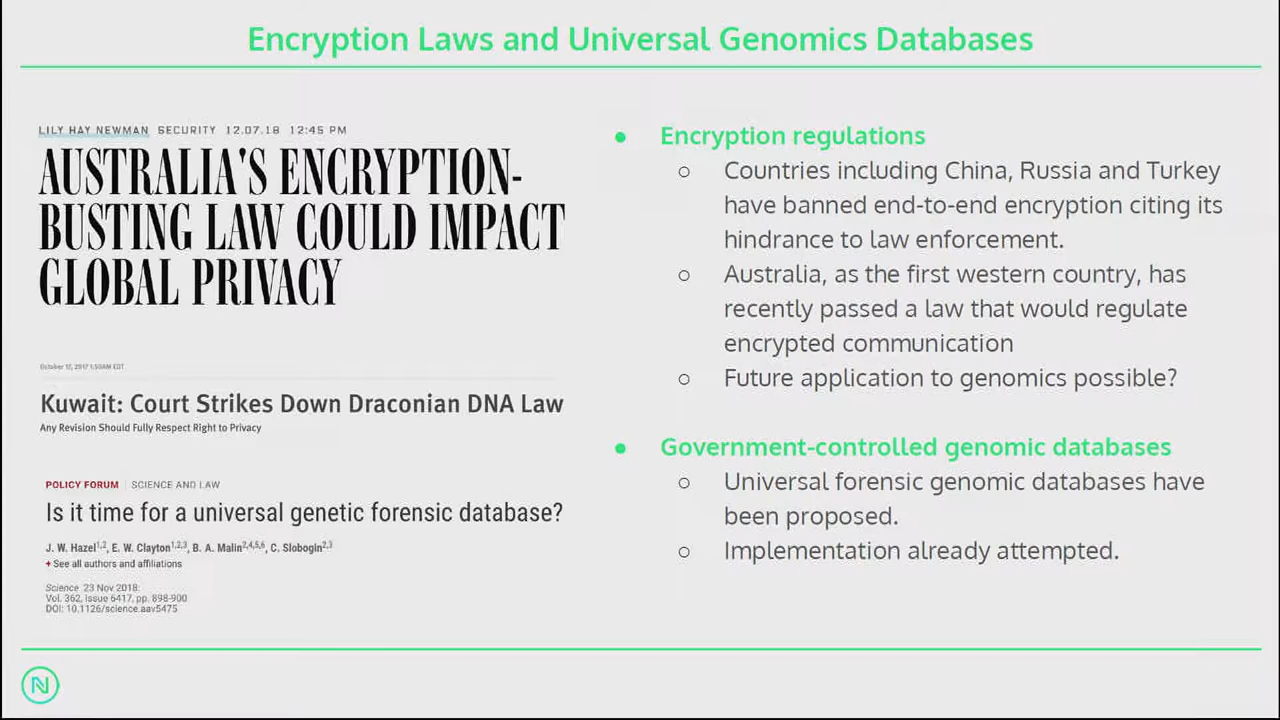 Encryption Laws and Universal Genomics Databases
LILY HAY NEWMAN SECURITY 12.07.18 12:45 PM
AUSTRALIA'S ENCRYPTION-
BUSTING LAW COULD IMPACT
GLOBAL PRIVACY
October 17, 2017 1:50AM EDT
Kuwait: Court Strikes Down Draconian DNA Law
Any Revision Should Fully Respect Right to Privacy
POLICY FORUM | SCIENCE AND LAW
Is it time for a universal genetic forensic database?
J. W. Hazel1,2, E. W. Clayton1,2,3, B. A. Malin2,4,5,6, C. Slobogin2,3
+ See all authors and affiliations
Science 23 Nov 2018:
Vol. 362, Issue 6417, pp. 898-900
DOI: 10.1126/science.aav5475
● Encryption regulations
○ Countries including China, Russia and Turkey
have banned end-to-end encryption citing its
hindrance to law enforcement.
○ Australia, as the first western country, has
recently passed a law that would regulate
encrypted communication
○ Future application to genomics possible?
● Government-controlled genomic databases
○ Universal forensic genomic databases have
been proposed.
○ Implementation already attempted.
N